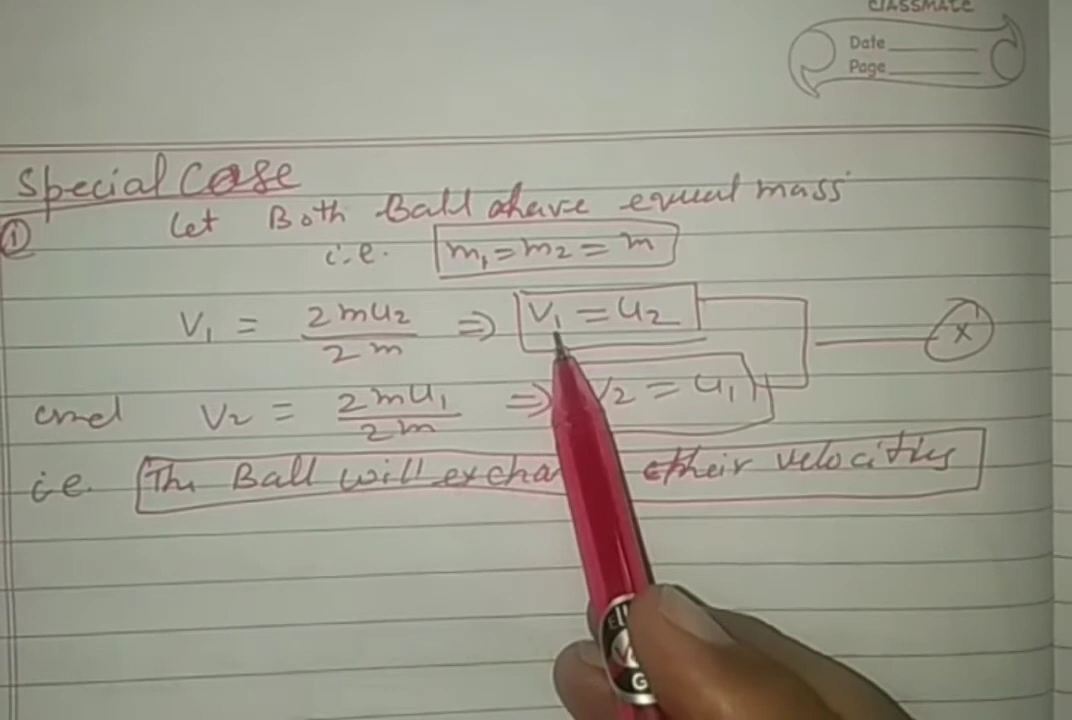 CLASSMATE
Date
Page
Special Case
① Let Both Ball have equal mass
i.e. m₁ = m₂ = m
V₁ = 2mu₂ / 2m ⇒ V₁ = u₂
x
and V₂ = 2mu₁ / 2m ⇒ V₂ = u₁
i.e. The Ball will their velocities
G